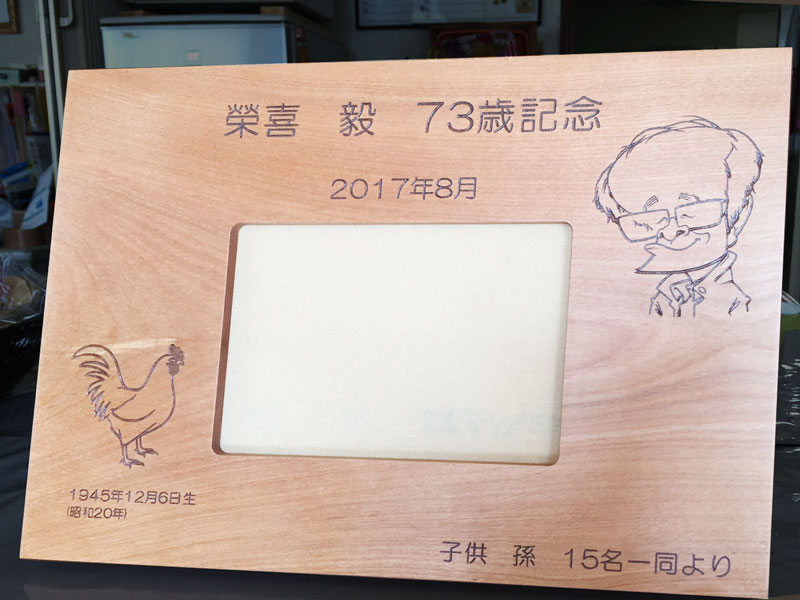 榮喜　毅　73歳記念
2017年8月
1945年12月6日生
(昭和20年)
子供　孫　15名一同より